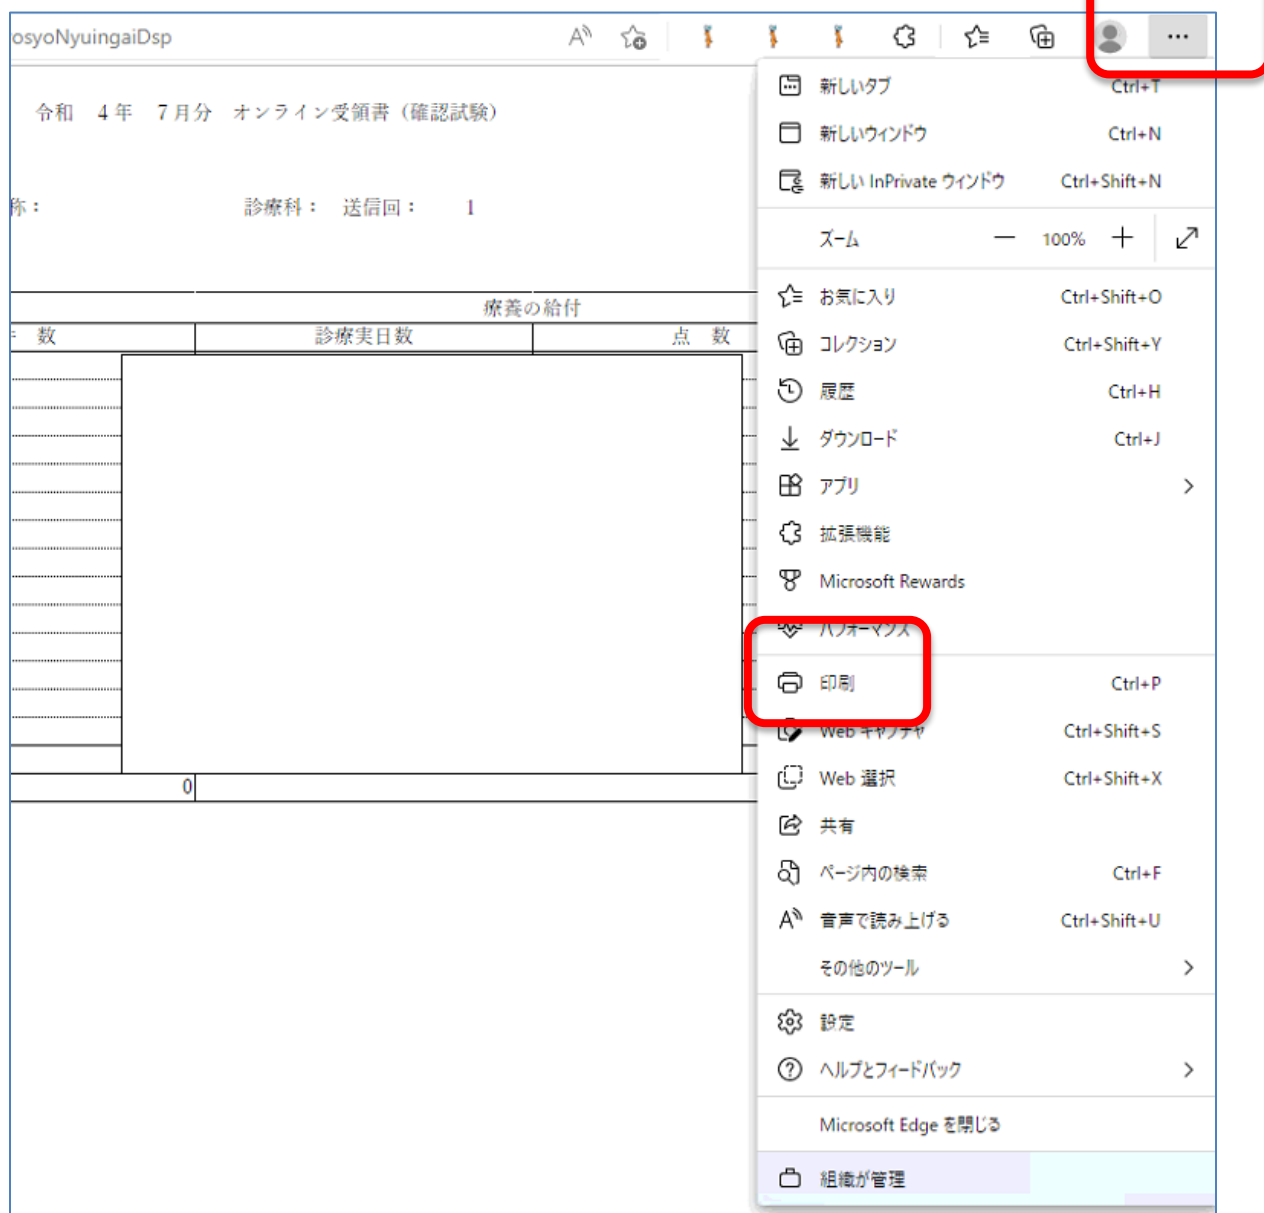 osyoNyuingaiDsp
令和 4年 7月分 オンライン受領書（確認試験）
称：
診療科： 送信回： 1
療養の給付
件 数
診療実日数
点 数
0
新しいタブ Ctrl+T
新しいウィンドウ Ctrl+N
新しい InPrivate ウィンドウ Ctrl+Shift+N
ズーム 100%
お気に入り Ctrl+Shift+O
コレクション Ctrl+Shift+Y
履歴 Ctrl+H
ダウンロード Ctrl+J
アプリ
拡張機能
Microsoft Rewards
パフォーマンス
印刷 Ctrl+P
Web キャプチャ Ctrl+Shift+S
Web 選択 Ctrl+Shift+X
共有
ページ内の検索 Ctrl+F
音声で読み上げる Ctrl+Shift+U
その他のツール
設定
ヘルプとフィードバック
Microsoft Edge を閉じる
組織が管理